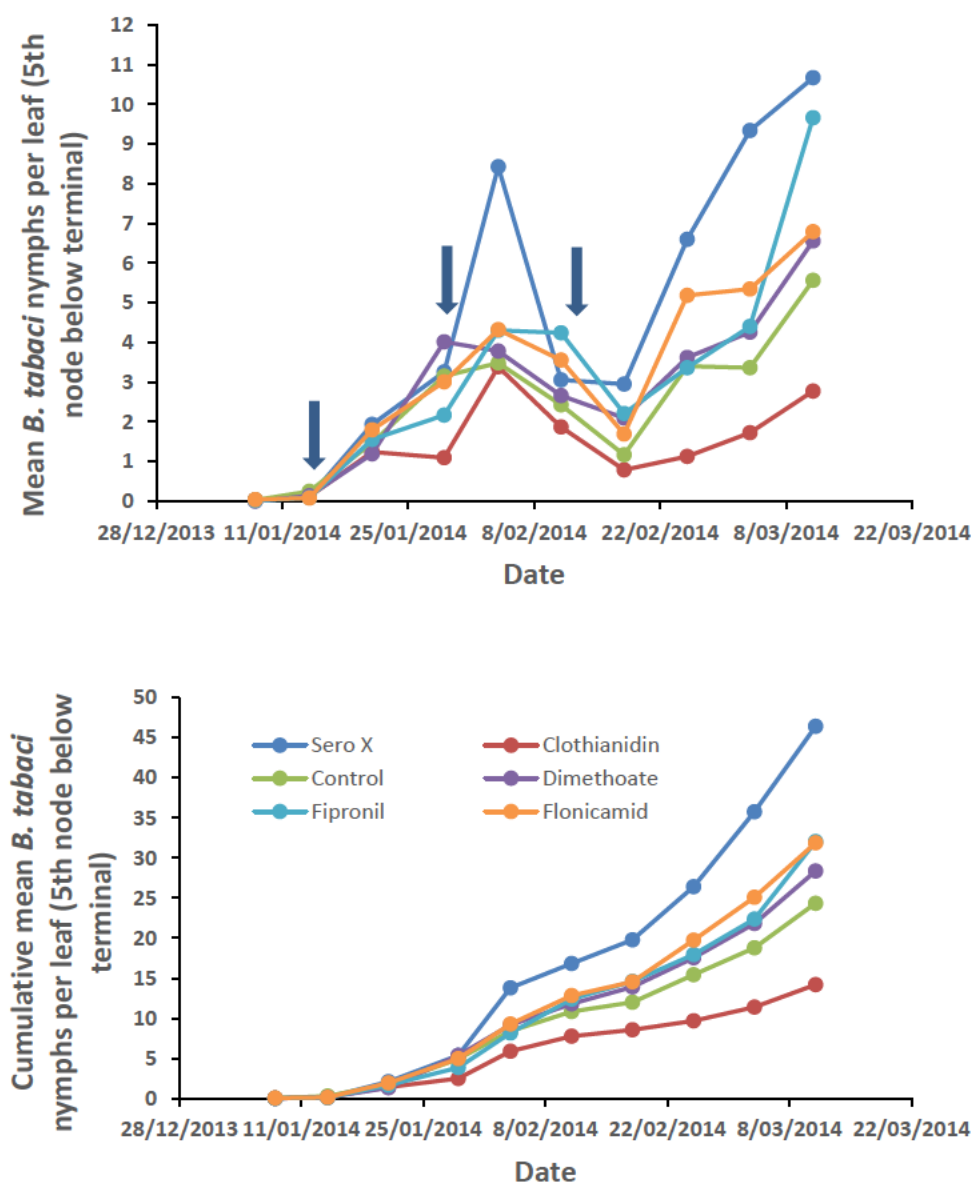 Mean B. tabaci nymphs per leaf (5th
node below terminal)
12
11
10
9
8
7
6
5
4
3
2
1
0
28/12/2013 11/01/2014 25/01/2014 8/02/2014 22/02/2014 8/03/2014 22/03/2014
Date
Cumulative mean B. tabaci
nymphs per leaf (5th node below
terminal)
50
45
40
35
30
25
20
15
10
5
0
Sero X Clothianidin
Control Dimethoate
Fipronil Flonicamid
28/12/2013 11/01/2014 25/01/2014 8/02/2014 22/02/2014 8/03/2014 22/03/2014
Date